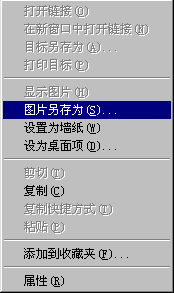 打开链接(O)
在新窗口中打开链接(N)
目标另存为(A)...
打印目标(P)
显示图片(H)
图片另存为(S)...
设置为墙纸(W)
设为桌面项(D)...
剪切(T)
复制(C)
复制快捷方式(T)
粘贴(P)
添加到收藏夹(F)...
属性(R)